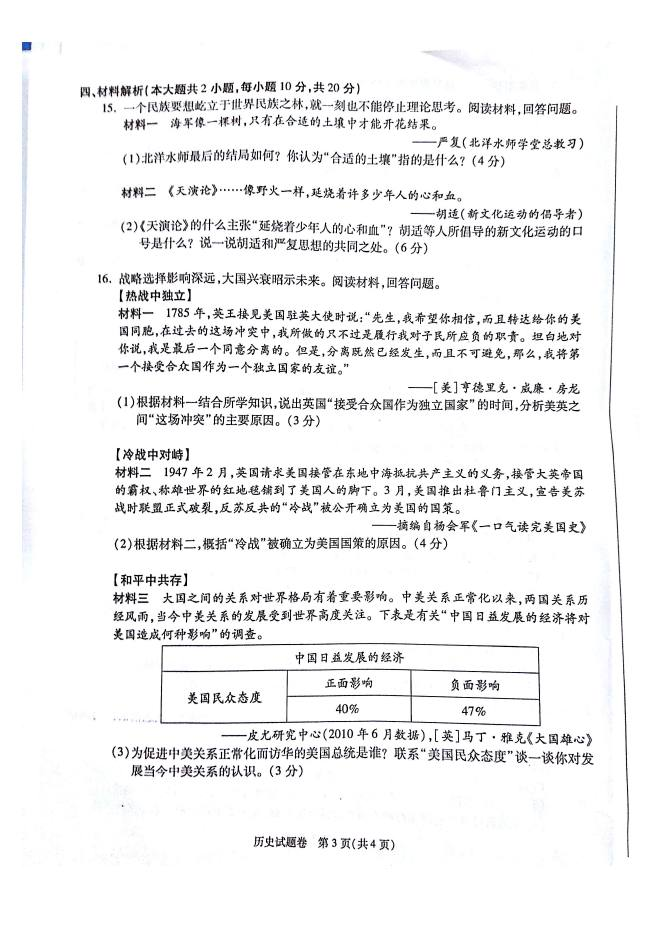 四、材料解析(本大题共2小题,每小题10分,共20分)
15. 一个民族要想屹立于世界民族之林,就一刻也不能停止理论思考。阅读材料,回答问题。
材料一 海军像一棵树,只有在合适的土壤中才能开花结果。
——严复(北洋水师学堂总教习)
(1)北洋水师最后的结局如何?你认为“合适的土壤”指的是什么?(4分)
材料二 《天演论》……像野火一样,延烧着许多少年人的心和血。
——胡适(新文化运动的倡导者)
(2)《天演论》的什么主张“延烧着少年人的心和血”?胡适等人所倡导的新文化运动的口
号是什么?说一说胡适和严复思想的共同之处。(6分)
16. 战略选择影响深远,大国兴衰昭示未来。阅读材料,回答问题。
【热战中独立】
材料一 1785年,英王接见美国驻英大使时说:“先生,我希望你相信,而且转达给你的美
国同胞,在过去的这场冲突中,我所做的只不过是履行我对子民所应负的职责。坦白地对
你说,我是最后一个同意分离的。但是,分离既然已经发生,而且不可避免,那么,我将第
一个接受合众国作为一个独立国家的友谊。”
——[美]亨德里克·威廉·房龙
(1)根据材料一结合所学知识,说出英国“接受合众国作为独立国家”的时间,分析美英之
间“这场冲突”的主要原因。(3分)
【冷战中对峙】
材料二 1947年2月,英国请求美国接管在东地中海抵抗共产主义的义务,接管大英帝国
的霸权、称雄世界的红地毯铺到了美国人的脚下。3月,美国推出杜鲁门主义,宣告美苏
战时联盟正式破裂,反苏反共的“冷战”被公开确立为美国的国策。
——摘编自杨会军《一口气读完美国史》
(2)根据材料二,概括“冷战”被确立为美国国策的原因。(4分)
【和平中共存】
材料三 大国之间的关系对世界格局有着重要影响。中美关系正常化以来,两国关系历
经风雨,当今中美关系的发展受到世界高度关注。下表是有关“中国日益发展的经济将对
美国造成何种影响”的调查。
中国日益发展的经济
美国民众态度 正面影响 负面影响
40% 47%
——皮尤研究中心(2010年6月数据),[英]马丁·雅克《大国雄心》
(3)为促进中美关系正常化而访华的美国总统是谁?联系“美国民众态度”谈一谈你对发
展当今中美关系的认识。(3分)
历史试题卷 第3页(共4页)